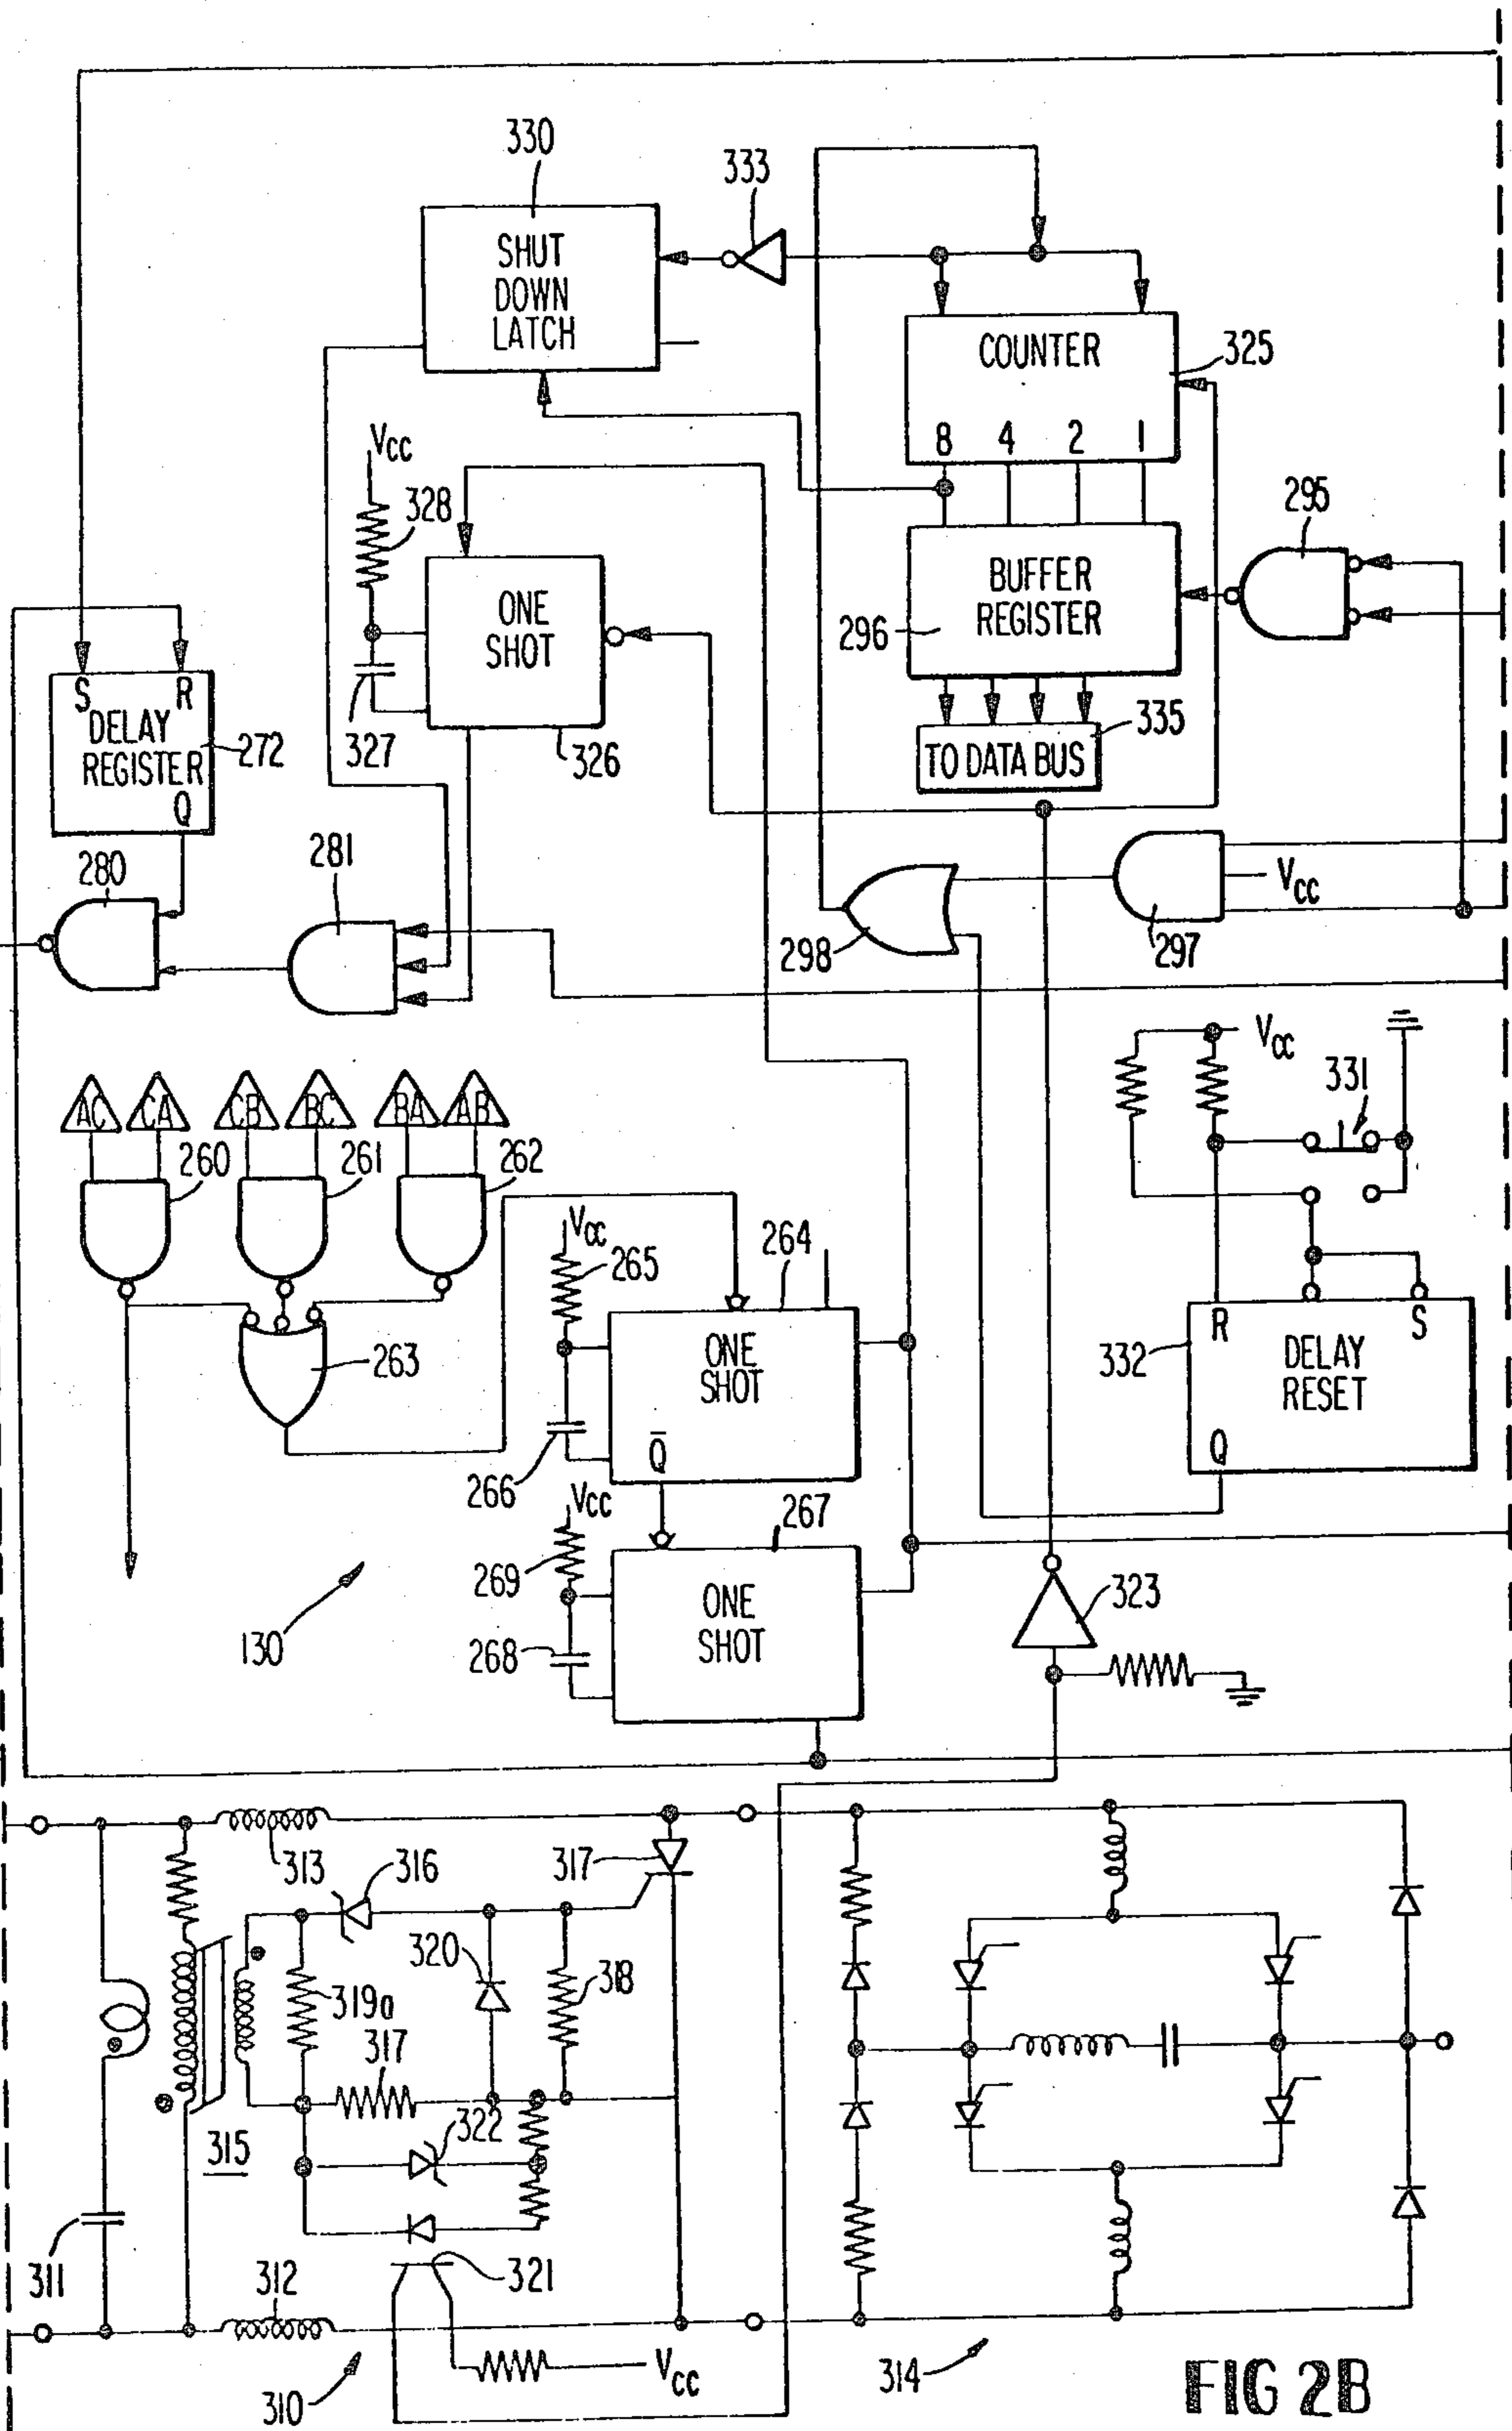 330
333
SHUT
DOWN
LATCH
COUNTER
325
8 4 2 1
VCC
328
295
ONE
SHOT
BUFFER
REGISTER
296
S R
DELAY
REGISTER
272
Q
327
326
335
TO DATA BUS
280
281
VCC
298
297
VCC
331
AC CA CB BC BA AB
260
261
262
VCC
265
264
263
ONE
SHOT
332
R S
DELAY
RESET
Q
266
Q̅
VCC
267
269
323
ONE
SHOT
268
130
313
316
317
320
318
319a
317
322
315
311
312
321
VCC
310
314
FIG 2B